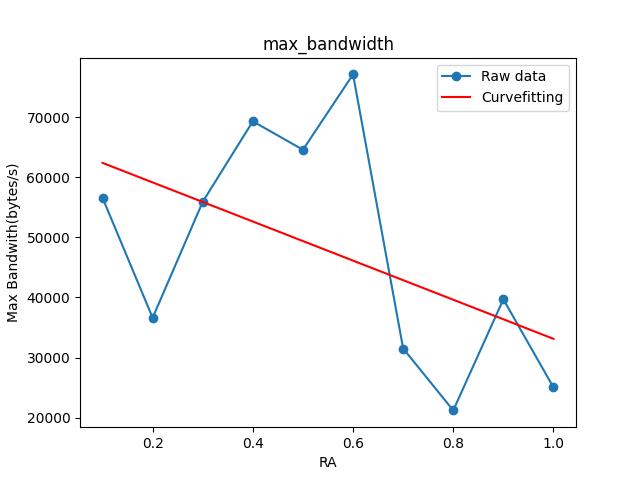 max_bandwidth
Raw data
Curvefitting
Max Bandwith(bytes/s)
70000
60000
50000
40000
30000
20000
0.2
0.4
0.6
0.8
1.0
RA